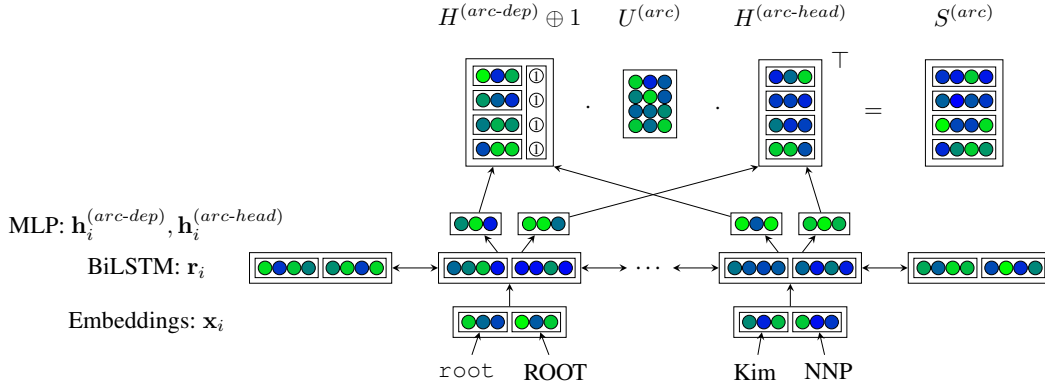 H^(arc-dep) ⊕ 1 U^(arc) H^(arc-head) S^(arc)
⊤
1
1
· · =
1
1
MLP: h_i^(arc-dep), h_i^(arc-head)
BiLSTM: r_i ...
Embeddings: x_i
root ROOT Kim NNP